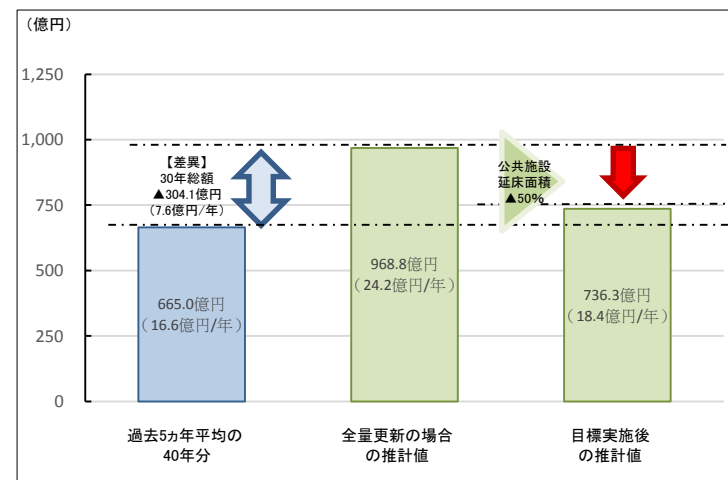 （億円）
1,250
1,000
750
500
250
0
【差異】
30年総額
▲304.1億円
（7.6億円/年）
公共施設
延床面積
▲50%
665.0億円
（16.6億円/年）
968.8億円
（24.2億円/年）
736.3億円
（18.4億円/年）
過去5ヵ年平均の
40年分
全量更新の場合
の推計値
目標実施後
の推計値